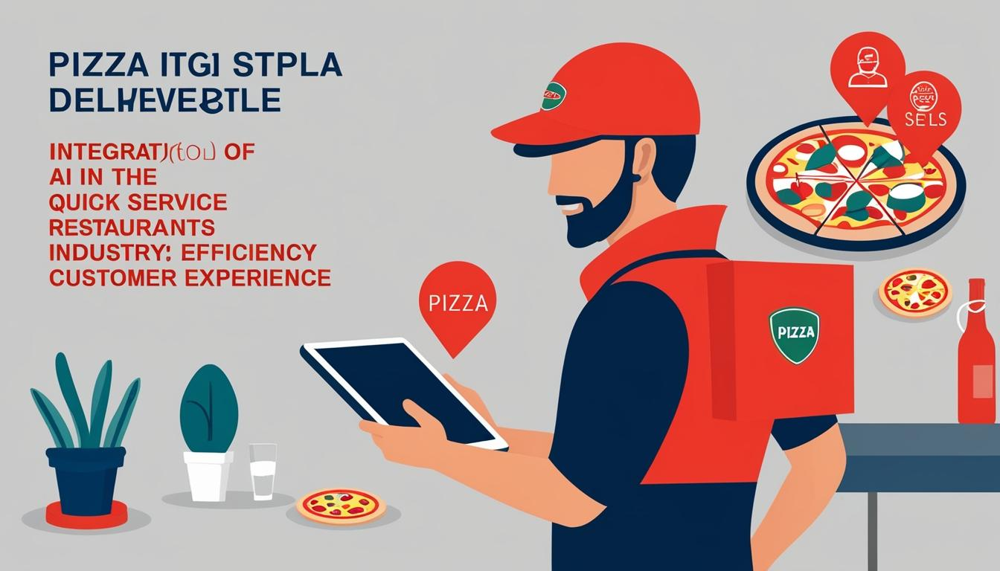 PIZZA ITGI STPLA
DELHEVEBTLE
OF
AI IN THE
QUICK SERVICE
RESTAURANTS
INDUSTRY: EFFICIENCY
CUSTOMER EXPERIENCE
PIZZA
PIZZA
SELS